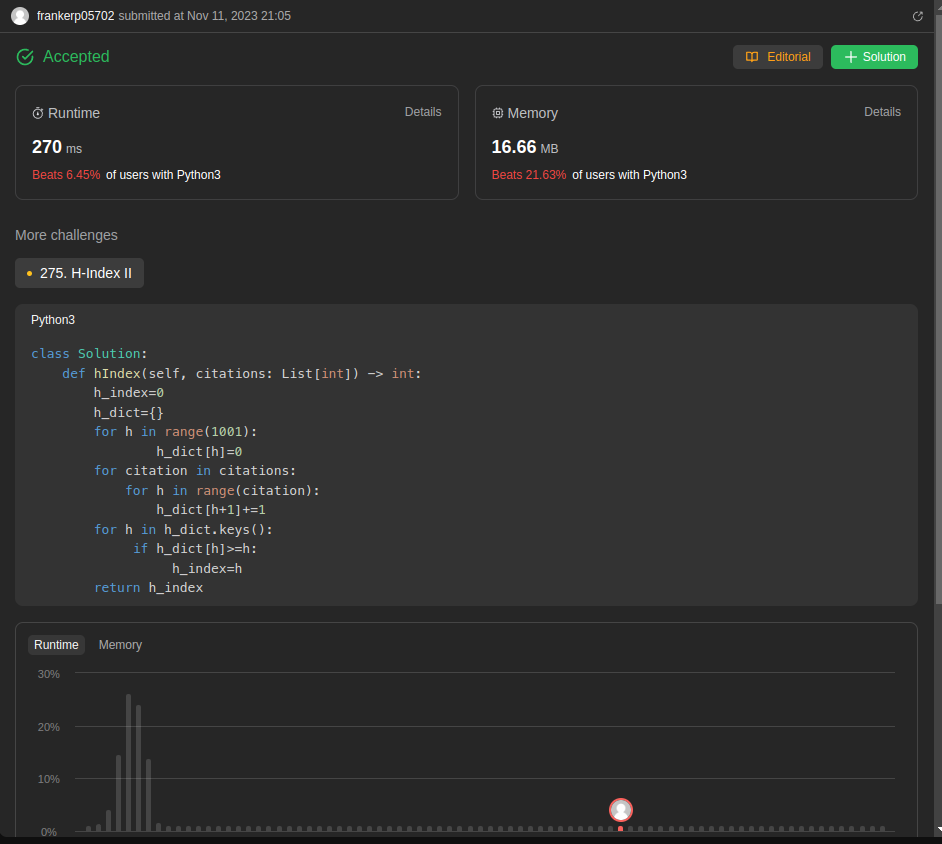 frankerp05702 submitted at Nov 11, 2023 21:05
Accepted
Editorial
Solution
Runtime
Details
270 ms
Beats 6.45% of users with Python3
Memory
Details
16.66 MB
Beats 21.63% of users with Python3
More challenges
275. H-Index II
Python3
class Solution:
    def hIndex(self, citations: List[int]) -> int:
        h_index=0
        h_dict={}
        for h in range(1001):
                h_dict[h]=0
        for citation in citations:
            for h in range(citation):
                h_dict[h+1]+=1
        for h in h_dict.keys():
             if h_dict[h]>=h:
                  h_index=h
        return h_index
Runtime Memory
30%
20%
10%
0%